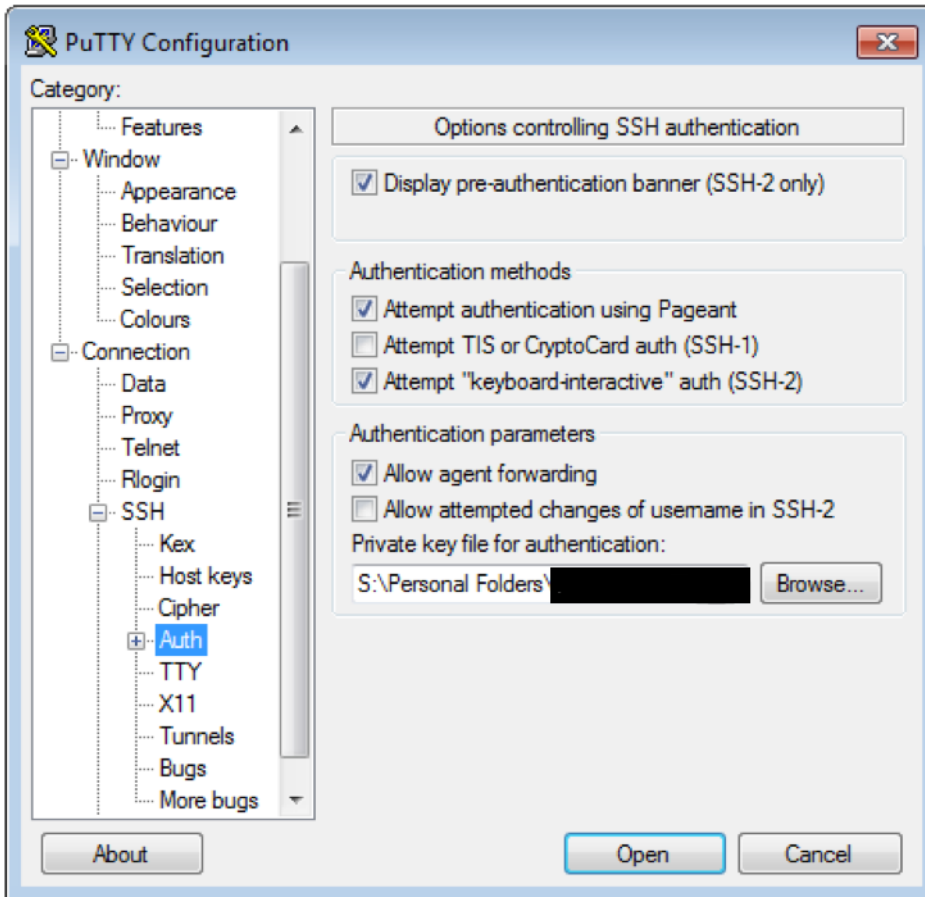 PuTTY Configuration
Category:
Features
Window
Appearance
Behaviour
Translation
Selection
Colours
Connection
Data
Proxy
Telnet
Rlogin
SSH
Kex
Host keys
Cipher
Auth
TTY
X11
Tunnels
Bugs
More bugs
Options controlling SSH authentication
Display pre-authentication banner (SSH-2 only)
Authentication methods
Attempt authentication using Pageant
Attempt TIS or CryptoCard auth (SSH-1)
Attempt "keyboard-interactive" auth (SSH-2)
Authentication parameters
Allow agent forwarding
Allow attempted changes of username in SSH-2
Private key file for authentication:
S:\Personal Folders\
Browse...
About
Open
Cancel